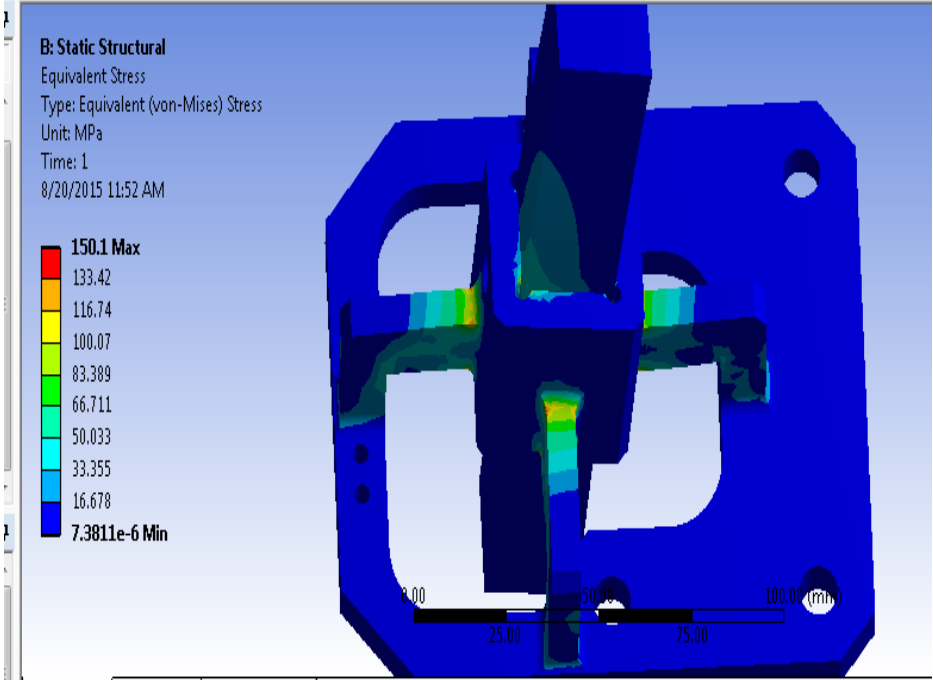 B: Static Structural
Equivalent Stress
Type: Equivalent (von-Mises) Stress
Unit: MPa
Time: 1
8/20/2015 11:52 AM
150.1 Max
133.42
116.74
100.07
83.389
66.711
50.033
33.355
16.678
7.3811e-6 Min
0.00
50.00
100.00 (mm)
25.00
75.00